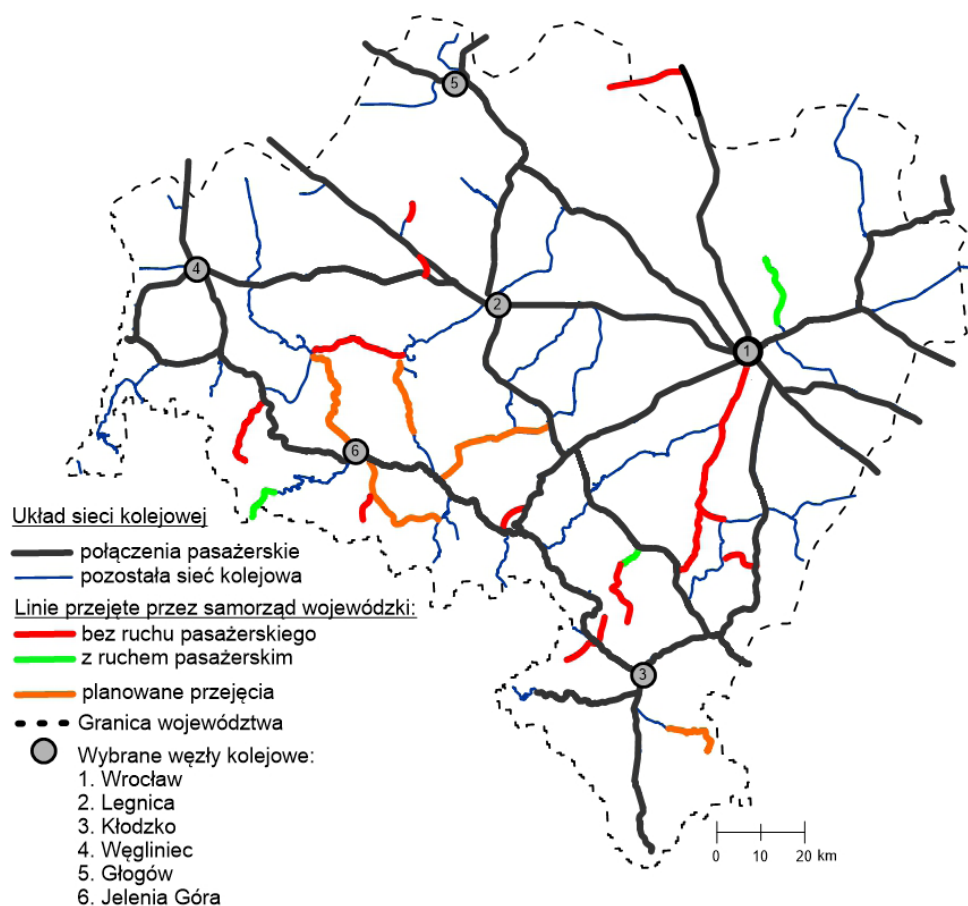 5
4
2
1
6
3
Układ sieci kolejowej
połączenia pasażerskie
pozostała sieć kolejowa
Linie przejęte przez samorząd wojewódzki:
bez ruchu pasażerskiego
z ruchem pasażerskim
planowane przejęcia
Granica województwa
Wybrane węzły kolejowe:
1. Wrocław
2. Legnica
3. Kłodzko
4. Węgliniec
5. Głogów
6. Jelenia Góra
0 10 20 km